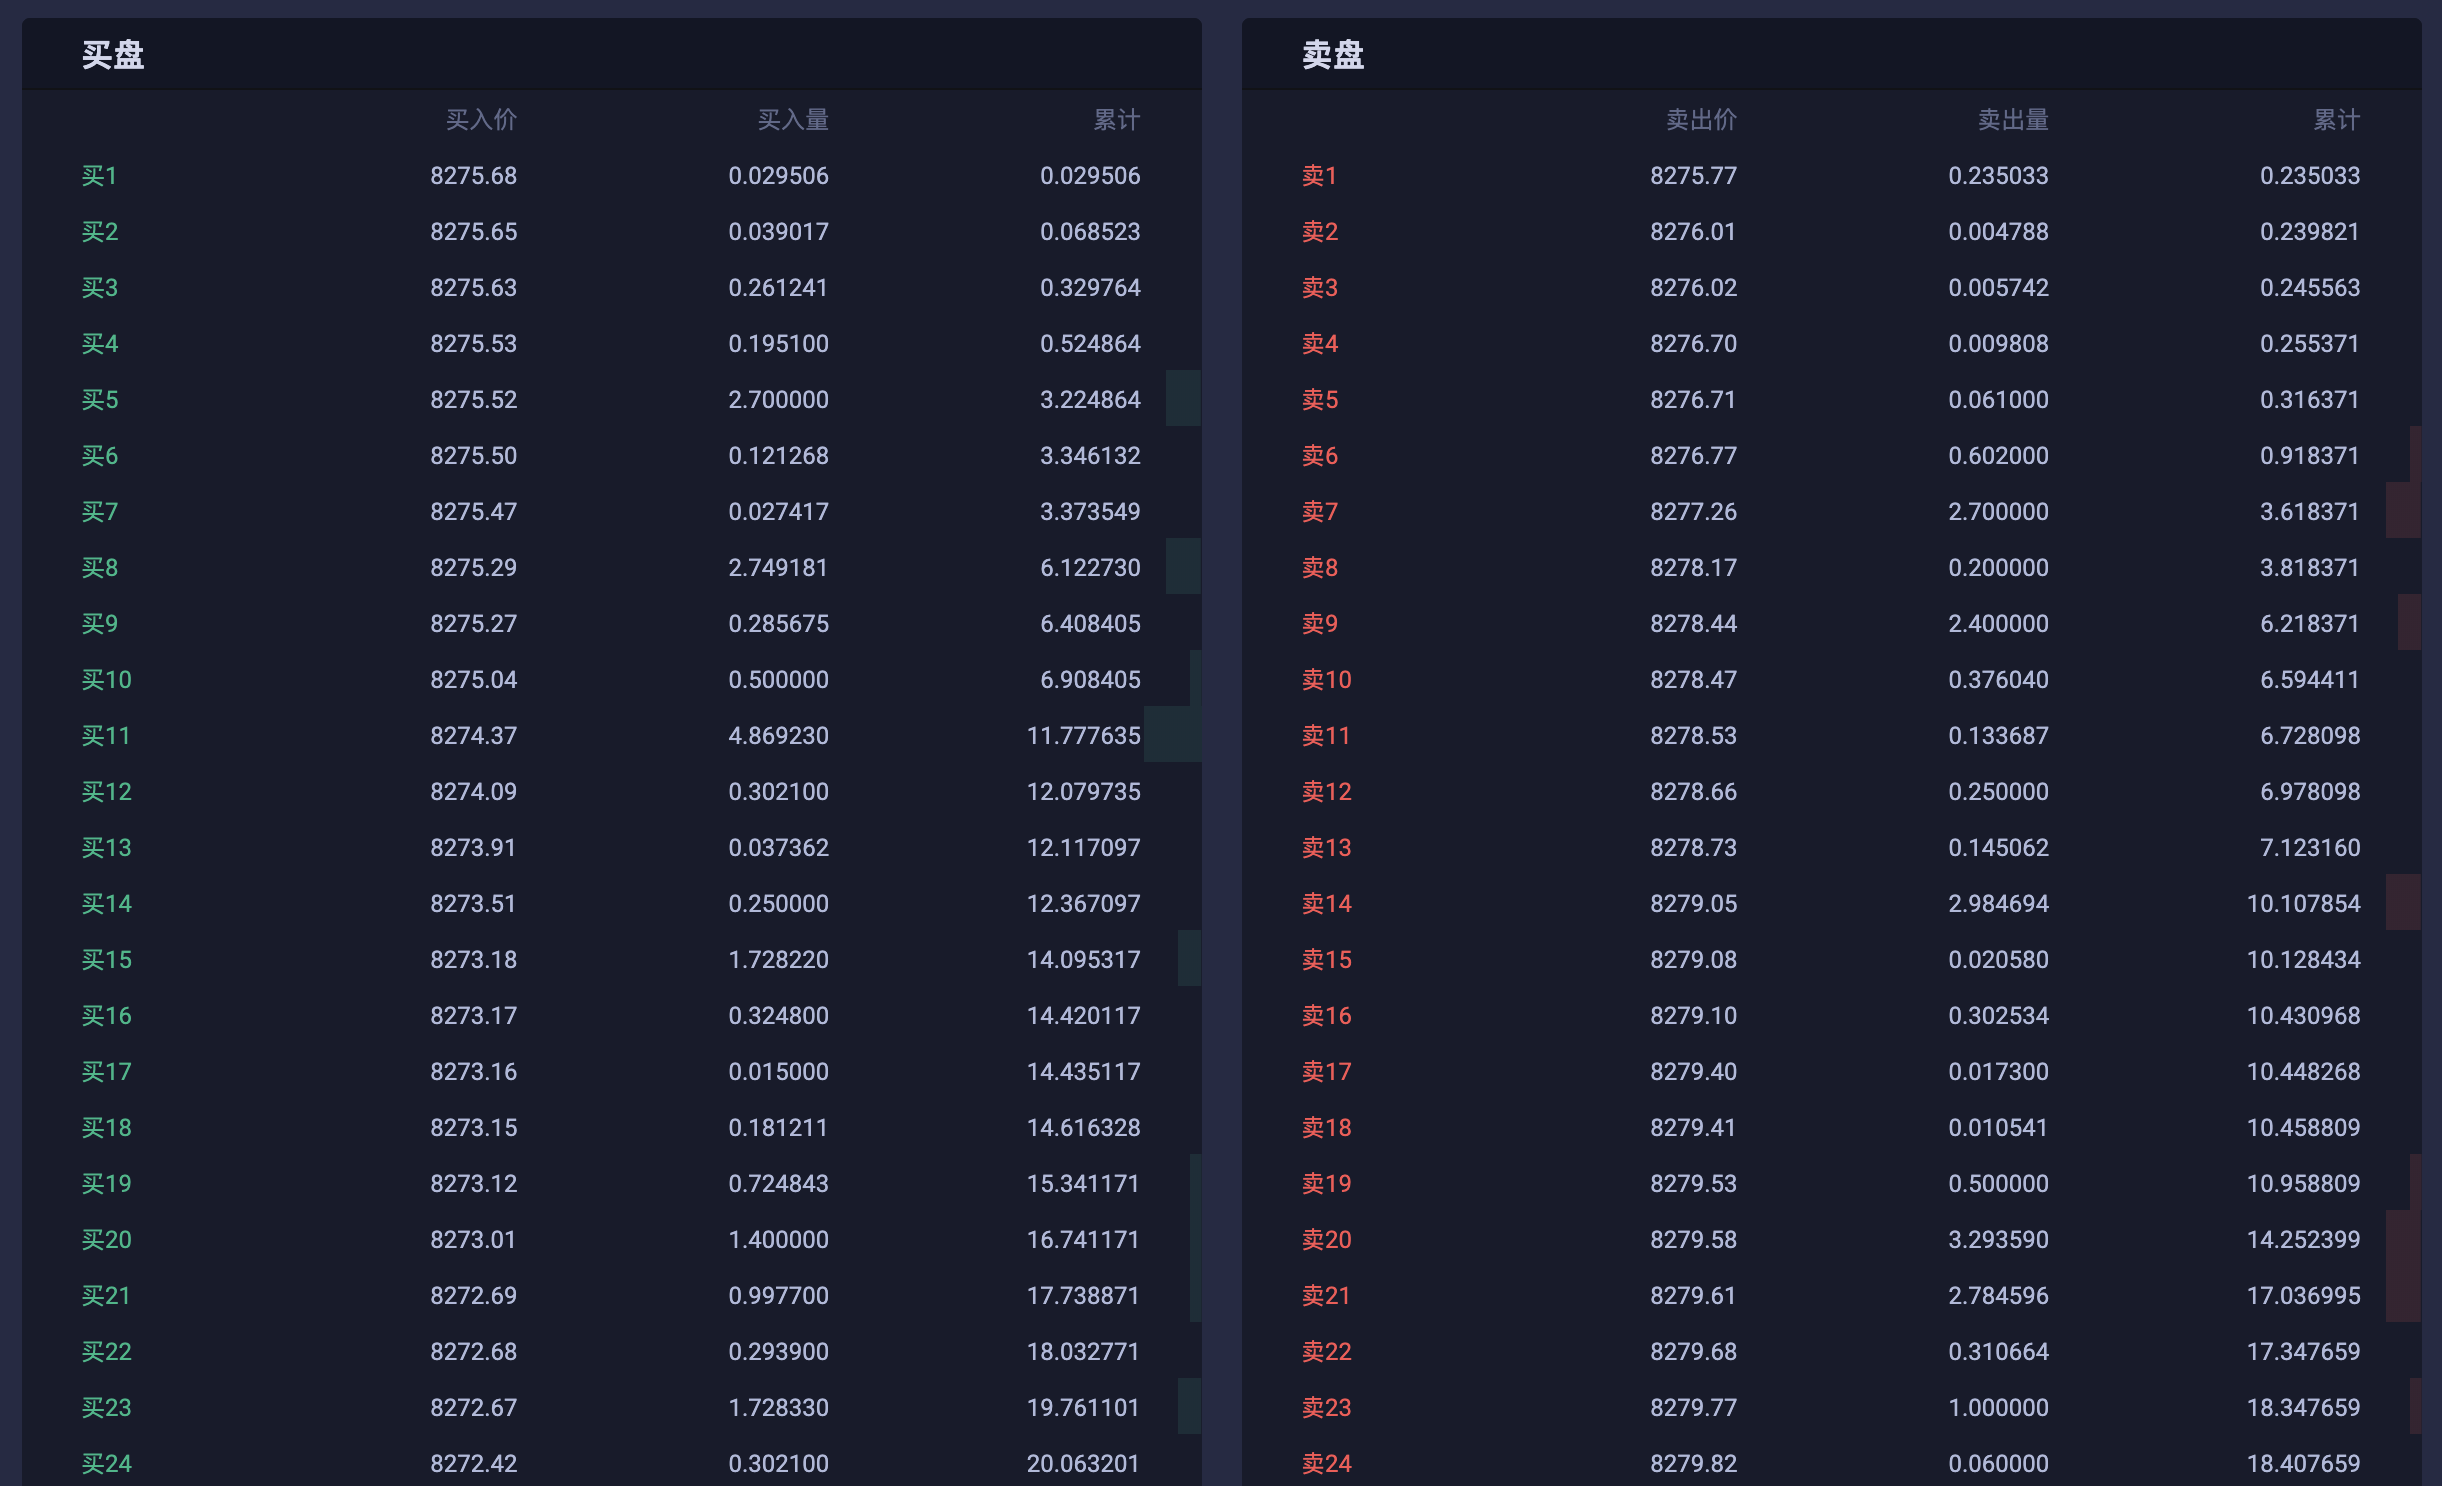 买盘
买入价 买入量 累计
买1 8275.68 0.029506 0.029506
买2 8275.65 0.039017 0.068523
买3 8275.63 0.261241 0.329764
买4 8275.53 0.195100 0.524864
买5 8275.52 2.700000 3.224864
买6 8275.50 0.121268 3.346132
买7 8275.47 0.027417 3.373549
买8 8275.29 2.749181 6.122730
买9 8275.27 0.285675 6.408405
买10 8275.04 0.500000 6.908405
买11 8274.37 4.869230 11.777635
买12 8274.09 0.302100 12.079735
买13 8273.91 0.037362 12.117097
买14 8273.51 0.250000 12.367097
买15 8273.18 1.728220 14.095317
买16 8273.17 0.324800 14.420117
买17 8273.16 0.015000 14.435117
买18 8273.15 0.181211 14.616328
买19 8273.12 0.724843 15.341171
买20 8273.01 1.400000 16.741171
买21 8272.69 0.997700 17.738871
买22 8272.68 0.293900 18.032771
买23 8272.67 1.728330 19.761101
买24 8272.42 0.302100 20.063201
卖盘
卖出价 卖出量 累计
卖1 8275.77 0.235033 0.235033
卖2 8276.01 0.004788 0.239821
卖3 8276.02 0.005742 0.245563
卖4 8276.70 0.009808 0.255371
卖5 8276.71 0.061000 0.316371
卖6 8276.77 0.602000 0.918371
卖7 8277.26 2.700000 3.618371
卖8 8278.17 0.200000 3.818371
卖9 8278.44 2.400000 6.218371
卖10 8278.47 0.376040 6.594411
卖11 8278.53 0.133687 6.728098
卖12 8278.66 0.250000 6.978098
卖13 8278.73 0.145062 7.123160
卖14 8279.05 2.984694 10.107854
卖15 8279.08 0.020580 10.128434
卖16 8279.10 0.302534 10.430968
卖17 8279.40 0.017300 10.448268
卖18 8279.41 0.010541 10.458809
卖19 8279.53 0.500000 10.958809
卖20 8279.58 3.293590 14.252399
卖21 8279.61 2.784596 17.036995
卖22 8279.68 0.310664 17.347659
卖23 8279.77 1.000000 18.347659
卖24 8279.82 0.060000 18.407659